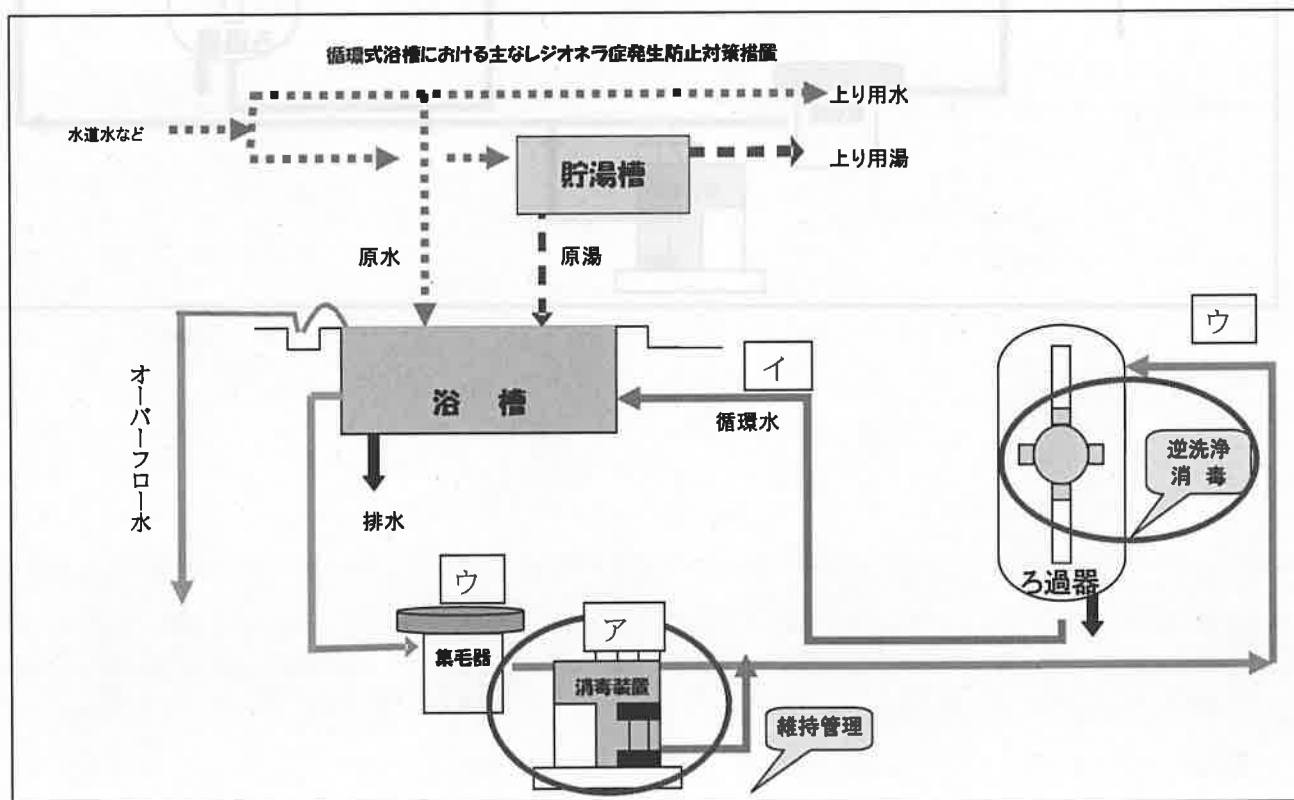 循環式浴槽における主なレジオネラ症発生防止対策措置
上り用水
水道水など
貯湯槽
上り用湯
原水
原湯
ウ
イ
オーバーフロー水
浴 槽
循環水
逆洗浄
消 毒
排水
ろ過器
ウ
ア
集毛器
消毒装置
維持管理